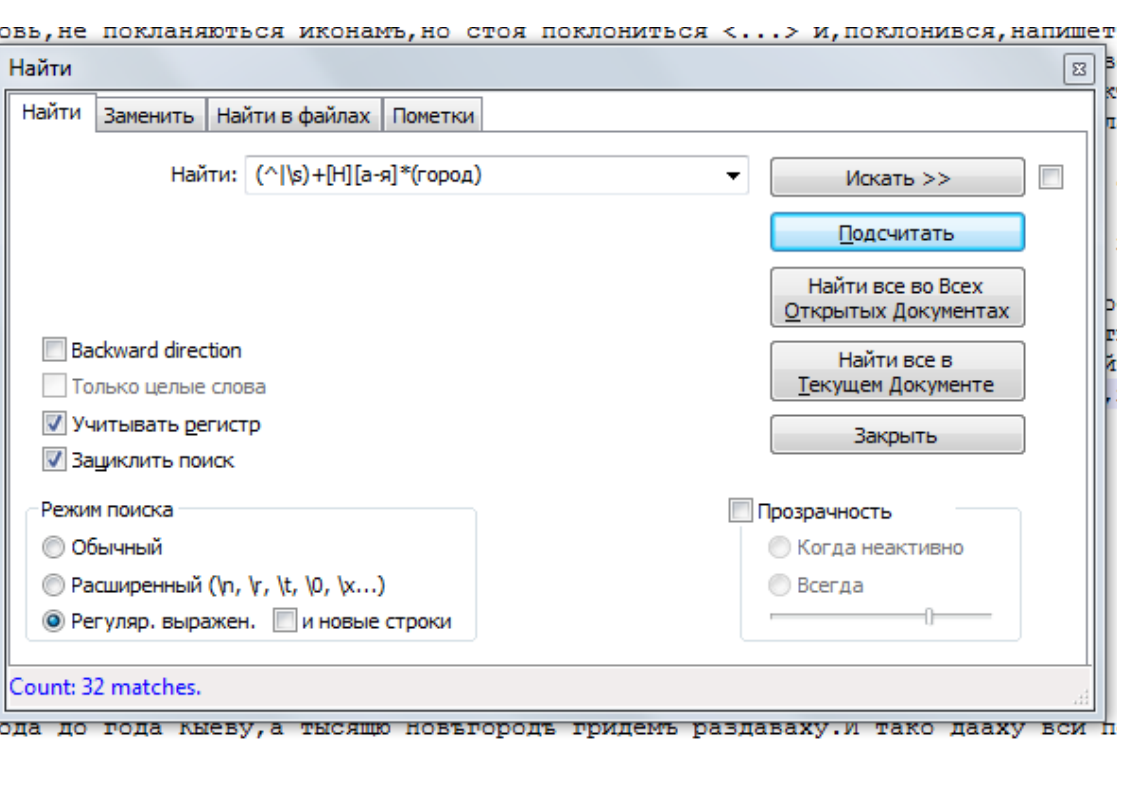 не покланяються иконамъ,но стоя поклониться <...> и,поклонився,напишет
Найти
Найти Заменить Найти в файлах Пометки
Найти: (^|\s)+[Н][а-я]*(город)
Искать >>
Подсчитать
Найти все во Всех
Открытых Документах
Backward direction
Найти все в
Текущем Документе
Только целые слова
Учитывать регистр
Закрыть
Зациклить поиск
Режим поиска
Прозрачность
Обычный
Когда неактивно
Расширенный (\n, \r, \t, \0, \x...)
Всегда
Регуляр. выражен. и новые строки
Count: 32 matches.
ода до года Кыеву,а тысящю Новѣгородѣ гридемъ раздаваху.И тако дааху вси п